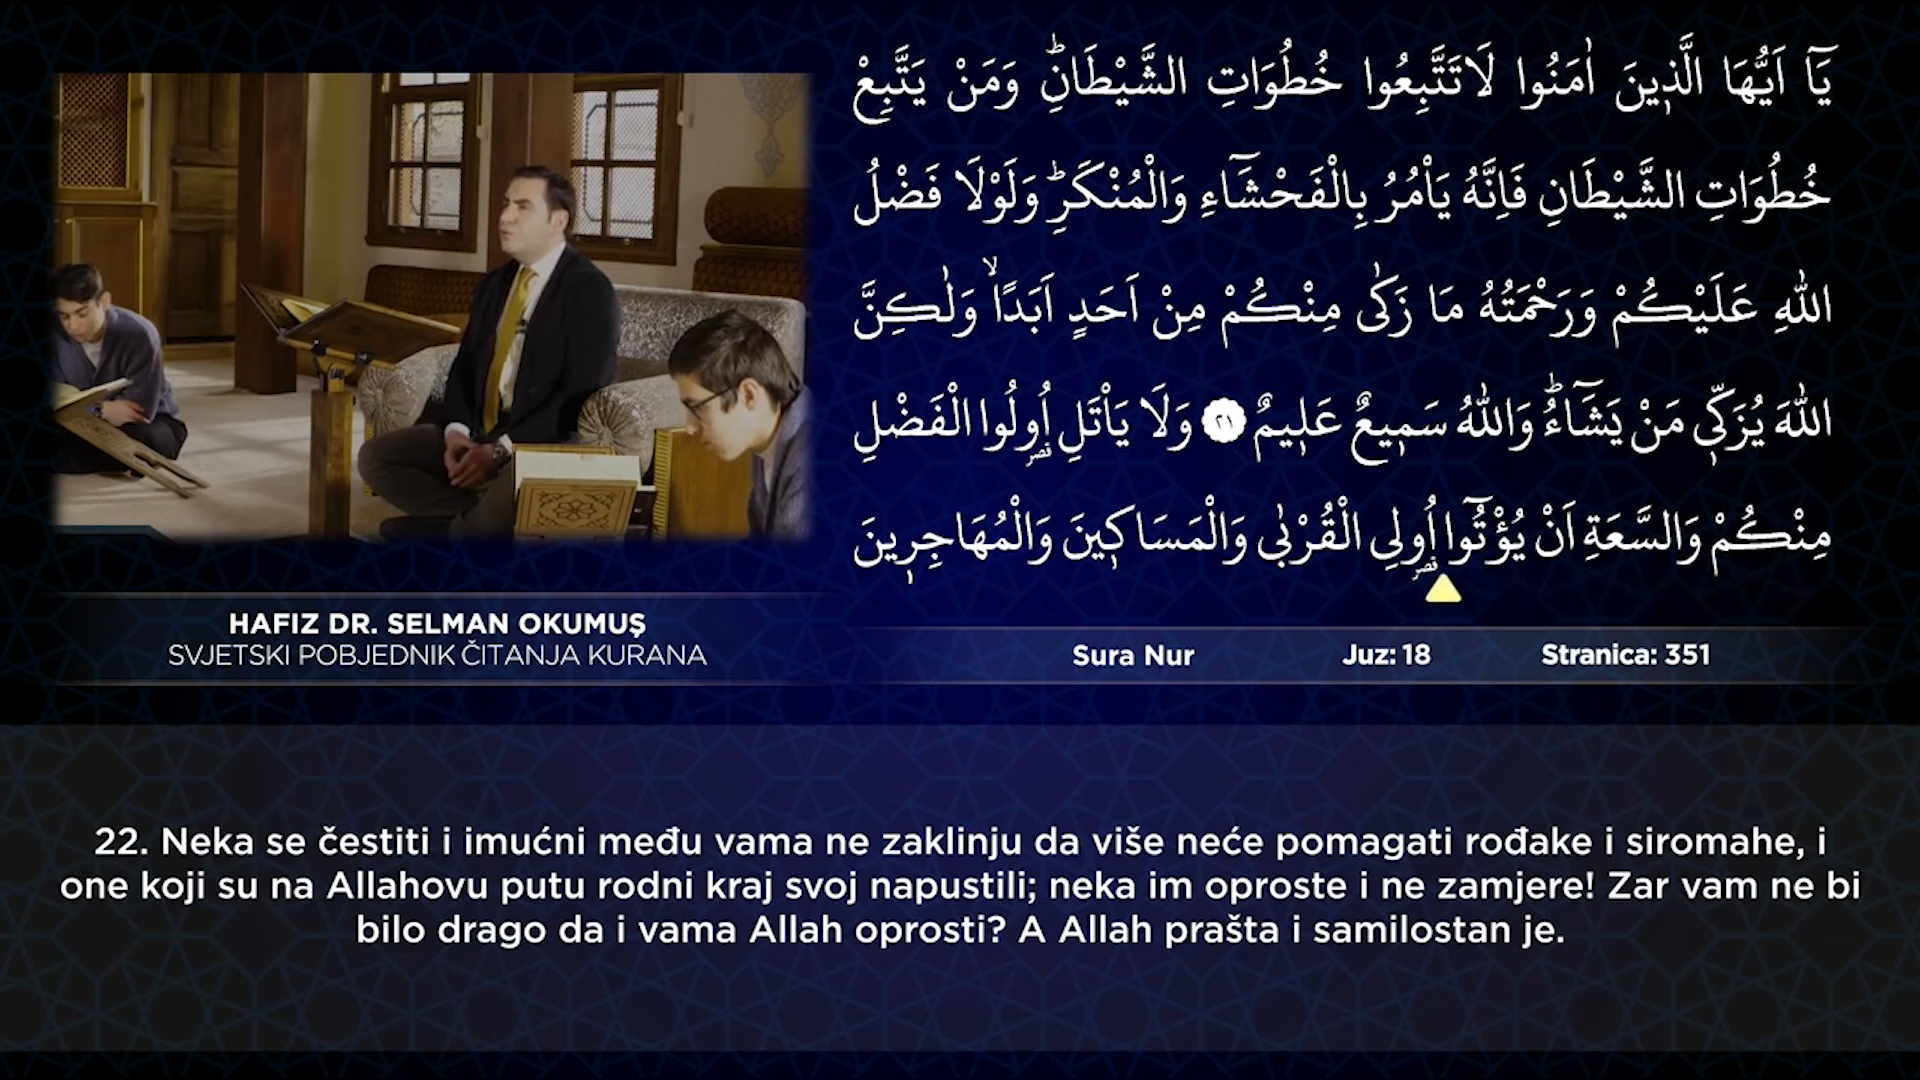 يَٓا اَيُّهَا الَّذ۪ينَ اٰمَنُوا لَاتَتَّبِعُوا خُطُوَاتِ الشَّيْطَانِۜ وَمَنْ يَتَّبِعْ
خُطُوَاتِ الشَّيْطَانِ فَاِنَّهُ يَأْمُرُ بِالْفَحْشَٓاءِ وَالْمُنْكَرِۜ وَلَوْلَا فَضْلُ
اللّٰهِ عَلَيْكُمْ وَرَحْمَتُهُ مَا زَكٰى مِنْكُمْ مِنْ اَحَدٍ اَبَدًاۙ وَلٰكِنَّ
اللّٰهَ يُزَكّ۪ي مَنْ يَشَٓاءُۜ وَاللّٰهُ سَم۪يعٌ عَل۪يمٌ ٢١ وَلَا يَأْتَلِ اُو۬لُوا الْفَضْلِ
قصر
مِنْكُمْ وَالسَّعَةِ اَنْ يُؤْتُٓوا اُو۬لِي الْقُرْبٰى وَالْمَسَاك۪ينَ وَالْمُهَاجِر۪ينَ
قصر
HAFIZ DR. SELMAN OKUMUŞ
SVJETSKI POBJEDNIK ČITANJA KURANA
Sura Nur Juz: 18 Stranica: 351
22. Neka se čestiti i imućni među vama ne zaklinju da više neće pomagati rođake i siromahe, i
one koji su na Allahovu putu rodni kraj svoj napustili; neka im oproste i ne zamjere! Zar vam ne bi
bilo drago da i vama Allah oprosti? A Allah prašta i samilostan je.